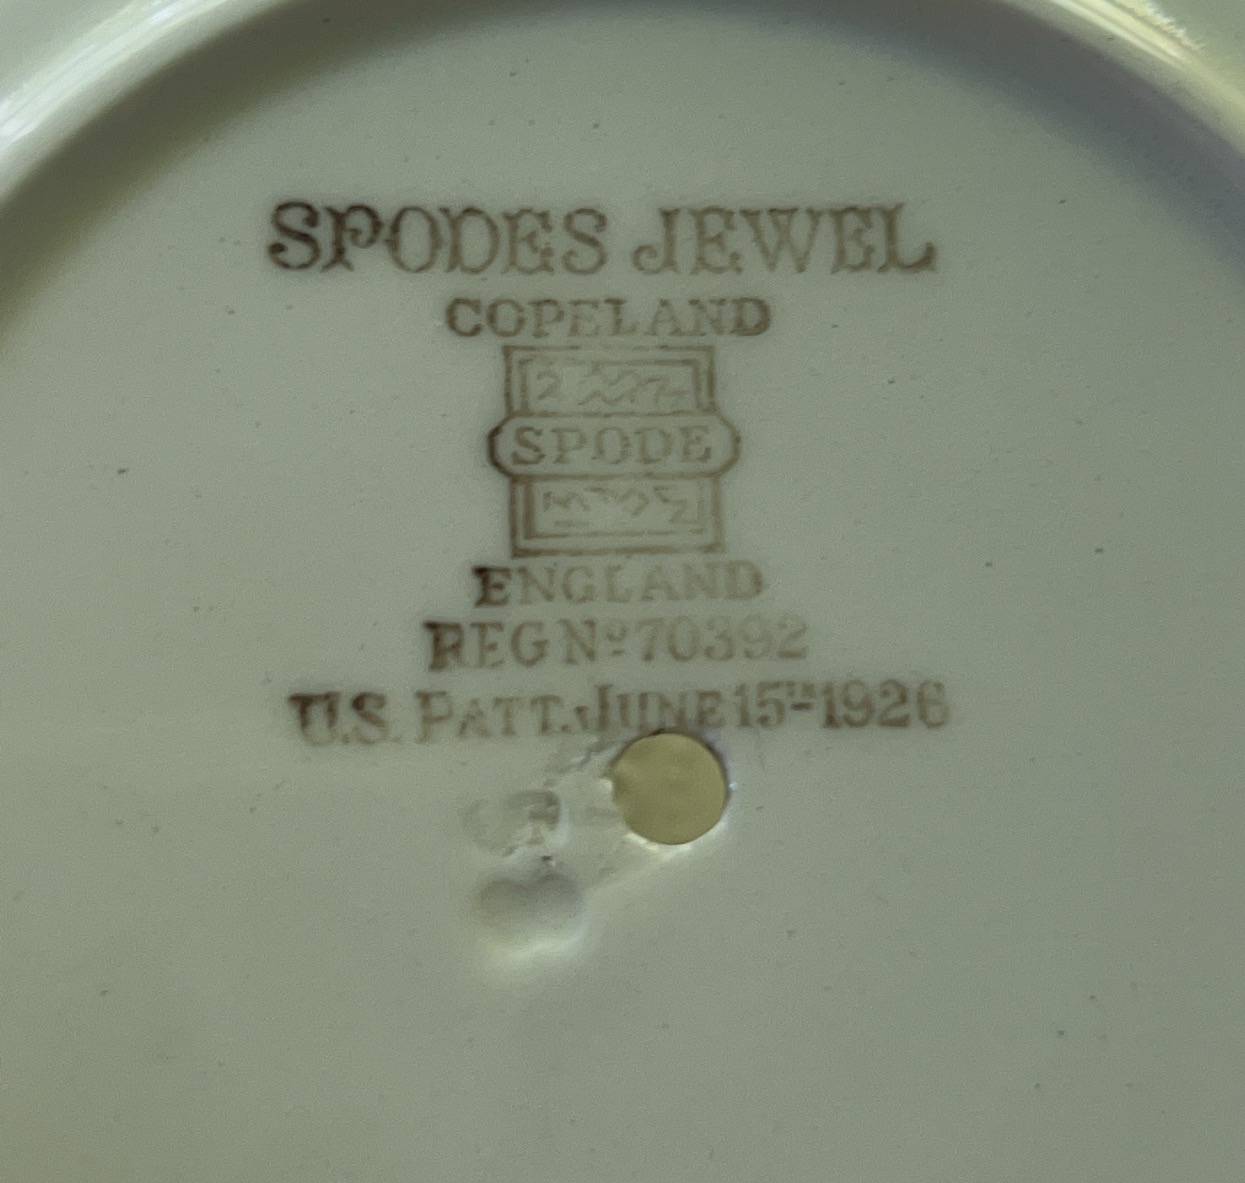 SPODES JEWEL
COPELAND
SPODE
ENGLAND
REG Nº 70392
U.S. PATT. JUNE 15TH 1926